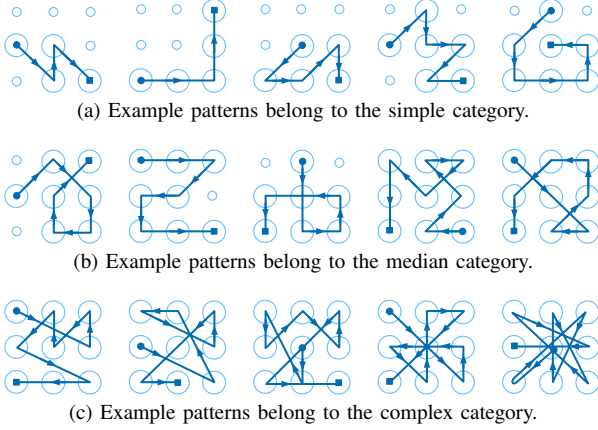 (a) Example patterns belong to the simple category.
(b) Example patterns belong to the median category.
(c) Example patterns belong to the complex category.